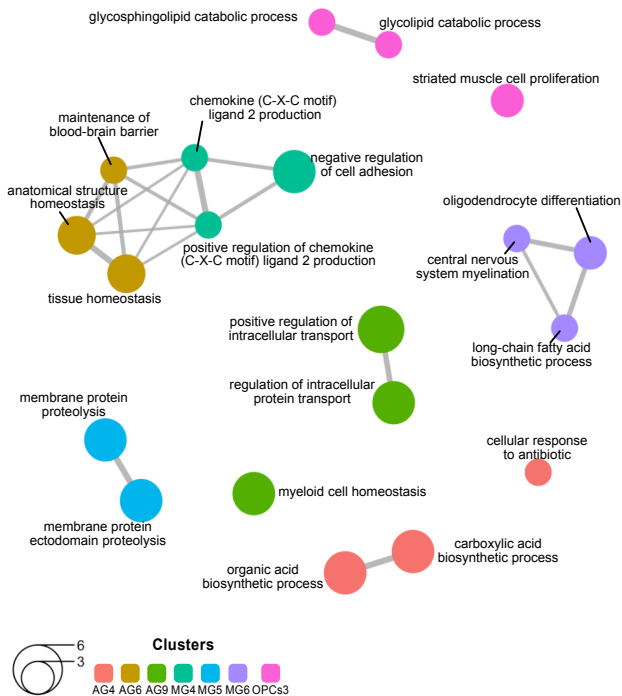 glycosphingolipid catabolic process
glycolipid catabolic process
striated muscle cell proliferation
chemokine (C-X-C motif)
ligand 2 production
maintenance of
blood-brain barrier
negative regulation
of cell adhesion
anatomical structure
homeostasis
oligodendrocyte differentiation
positive regulation of chemokine
(C-X-C motif) ligand 2 production
central nervous
system myelination
tissue homeostasis
positive regulation of
intracellular transport
long-chain fatty acid
biosynthetic process
regulation of intracellular
protein transport
membrane protein
proteolysis
cellular response
to antibiotic
myeloid cell homeostasis
membrane protein
ectodomain proteolysis
carboxylic acid
biosynthetic process
organic acid
biosynthetic process
6
3
Clusters
AG4 AG6 AG9 MG4 MG5 MG6 OPCs3